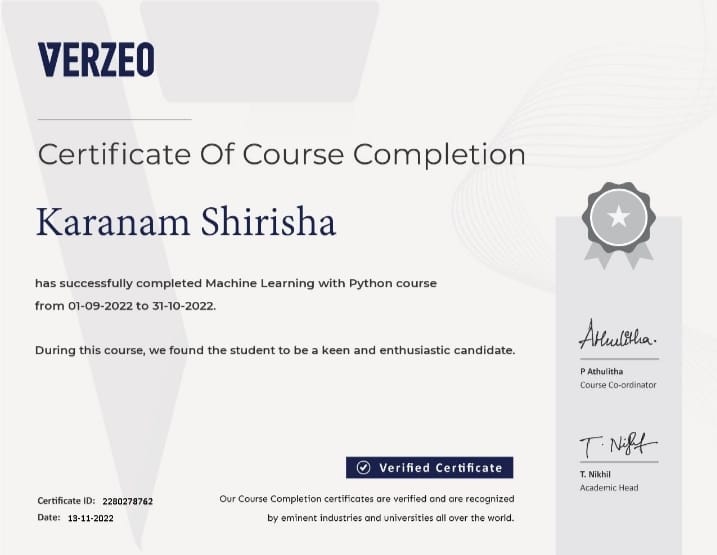 VERZEO
Certificate Of Course Completion
Karanam Shirisha
has successfully completed Machine Learning with Python course
from 01-09-2022 to 31-10-2022.
During this course, we found the student to be a keen and enthusiastic candidate.
Athulitha.
P Athulitha
Course Co-ordinator
T. Nikhil
Academic Head
Verified Certificate
Certificate ID: 2280278762
Date: 13-11-2022
Our Course Completion certificates are verified and are recognized
by eminent industries and universities all over the world.